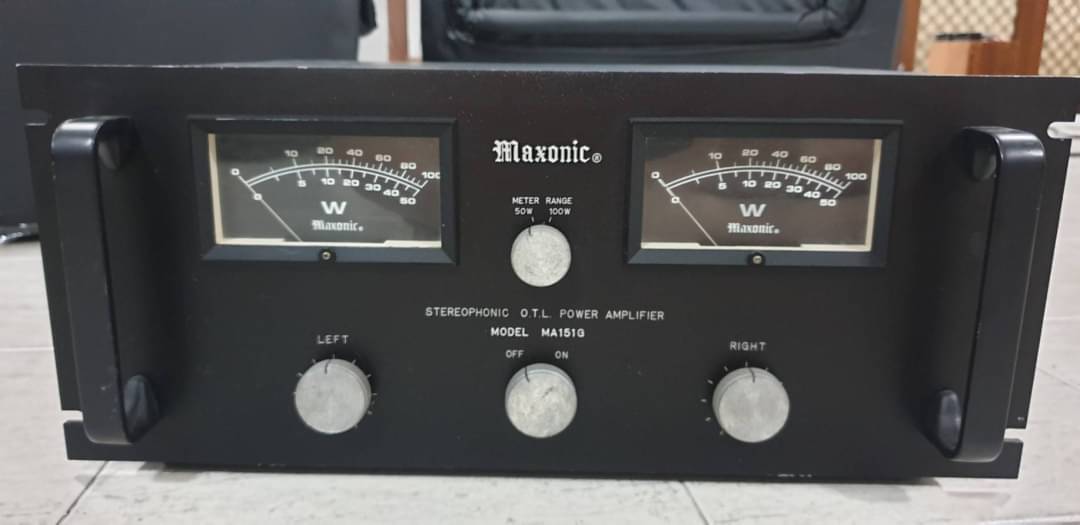 Maxonic®
0 10 20 40 60 80 100
0 5 10 20 30 40 50
W
Maxonic®
METER RANGE
50W 100W
0 10 20 40 60 80 100
0 5 10 20 30 40 50
W
Maxonic®
STEREOPHONIC O.T.L. POWER AMPLIFIER
MODEL MA151G
LEFT
OFF ON
RIGHT